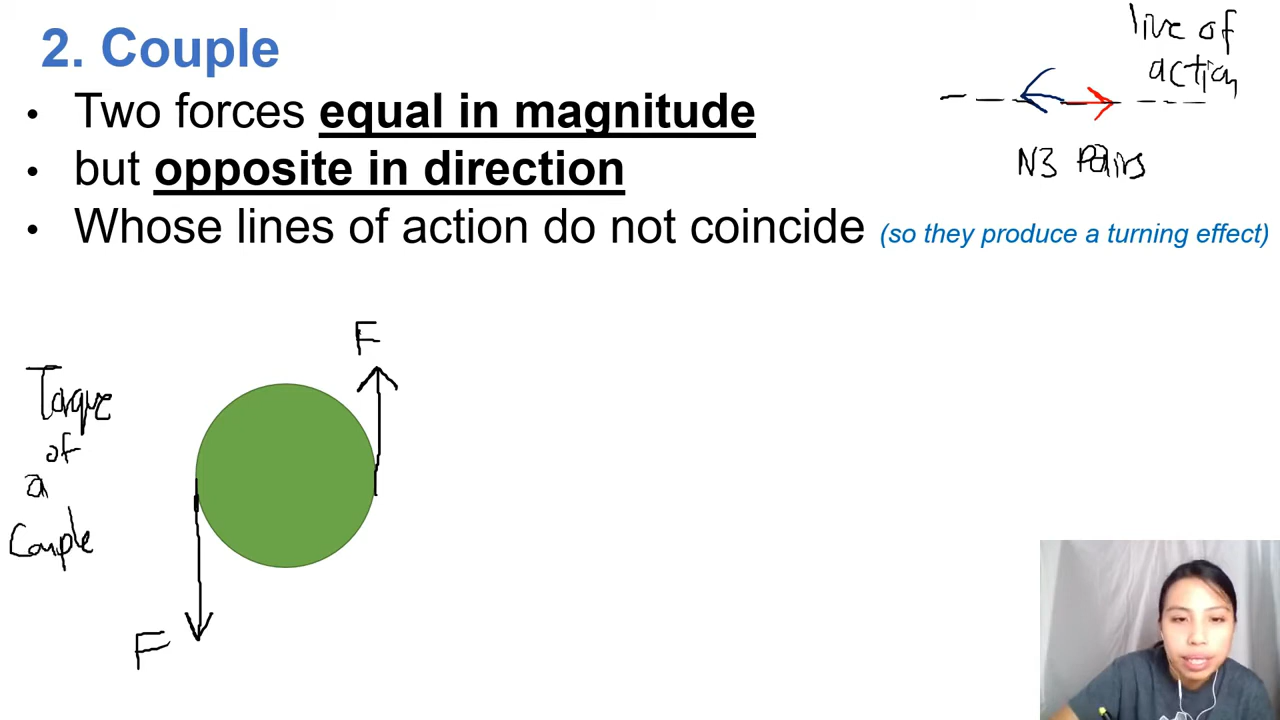 2. Couple
• Two forces equal in magnitude
• but opposite in direction
• Whose lines of action do not coincide (so they produce a turning effect)
line of
action
N3 Pairs
F
Torque
of
a
Couple
F